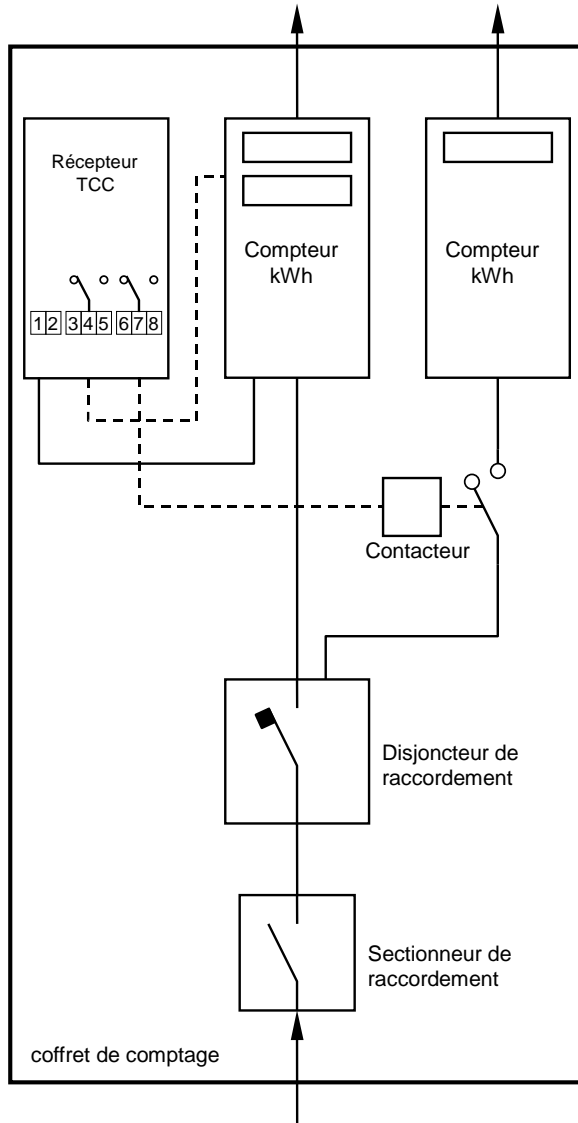 Récepteur
TCC
1 2 3 4 5 6 7 8
Compteur
kWh
Compteur
kWh
Contacteur
Disjoncteur de
raccordement
Sectionneur de
raccordement
coffret de comptage